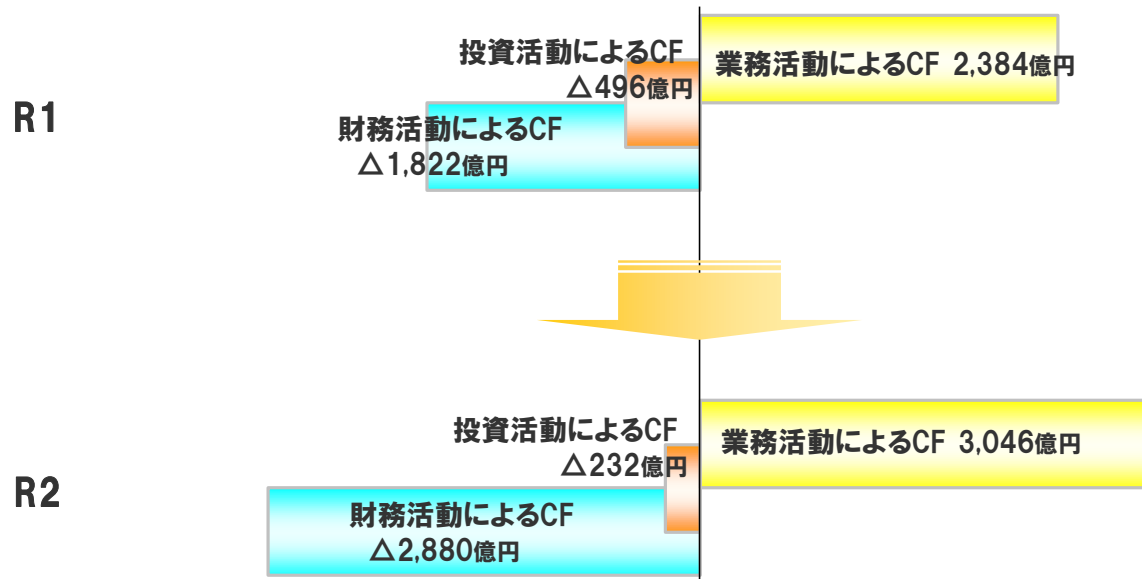 投資活動によるCF
△496億円
業務活動によるCF 2,384億円
R1
財務活動によるCF
△1,822億円
投資活動によるCF
△232億円
業務活動によるCF 3,046億円
R2
財務活動によるCF
△2,880億円